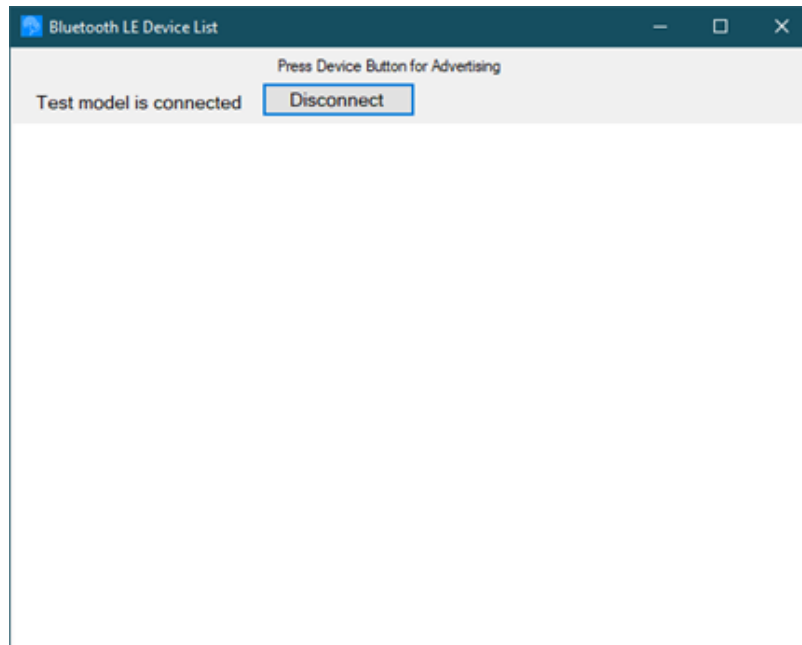 Bluetooth LE Device List
Press Device Button for Advertising
Test model is connected
Disconnect